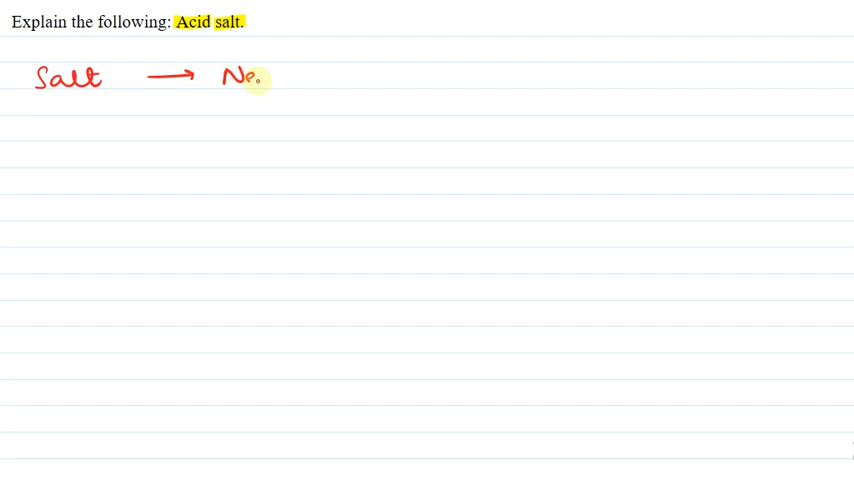 Explain the following: Acid salt.
Salt → Ne